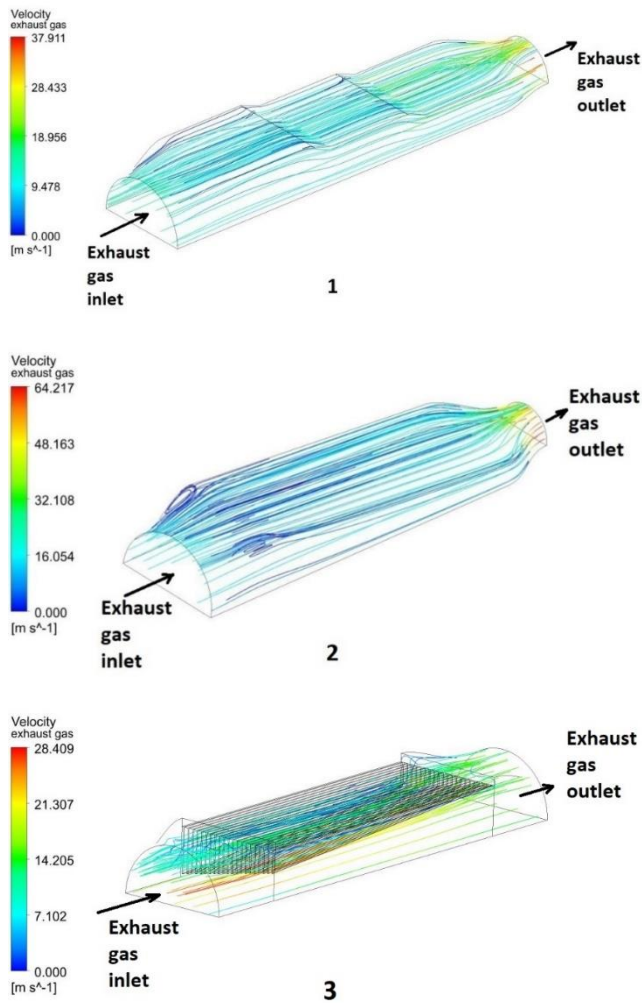 Velocity
exhaust gas
37.911
28.433
18.956
9.478
0.000
[m s^-1]
Exhaust
gas
outlet
Exhaust
gas
inlet
1
Velocity
exhaust gas
64.217
48.163
32.108
16.054
0.000
[m s^-1]
Exhaust
gas
outlet
Exhaust
gas
inlet
2
Velocity
exhaust gas
28.409
21.307
14.205
7.102
0.000
[m s^-1]
Exhaust
gas
outlet
Exhaust
gas
inlet
3